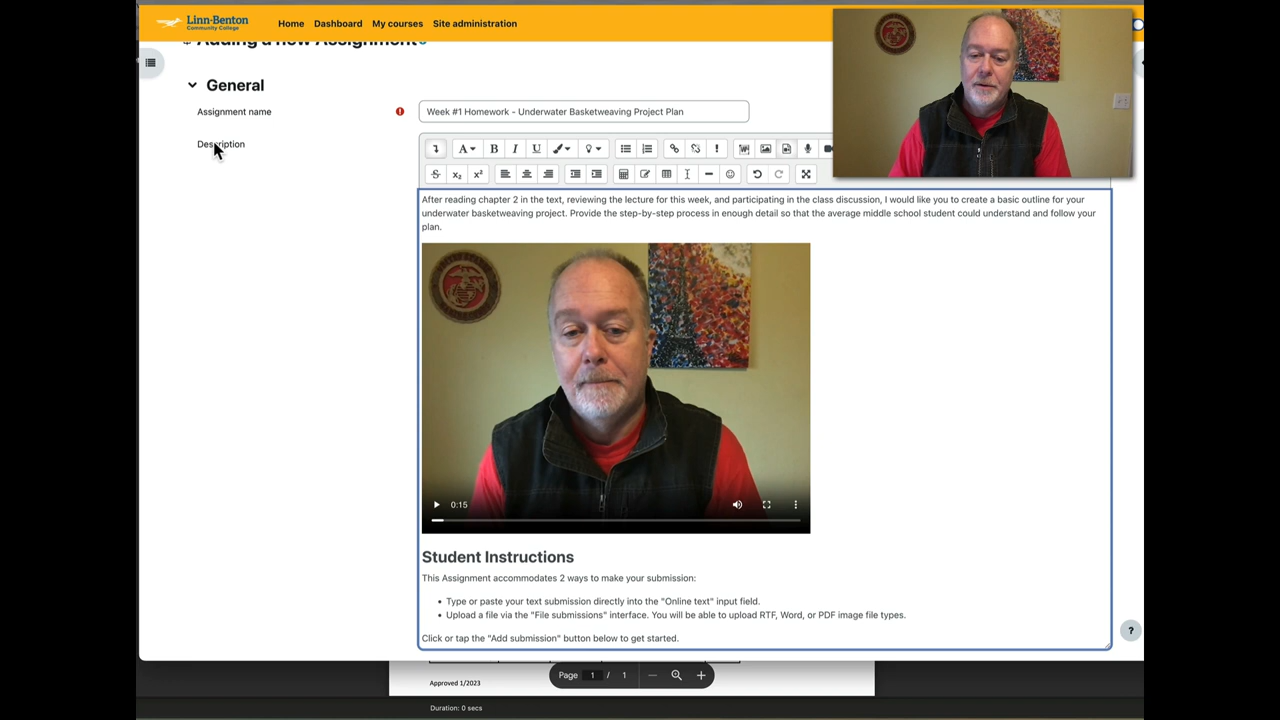 Linn-Benton
Community College
Home Dashboard My courses Site administration
Adding a new Assignment
General
Assignment name
Week #1 Homework - Underwater Basketweaving Project Plan
Description
After reading chapter 2 in the text, reviewing the lecture for this week, and participating in the class discussion, I would like you to create a basic outline for your
underwater basketweaving project. Provide the step-by-step process in enough detail so that the average middle school student could understand and follow your
plan.
0:15
Student Instructions
This Assignment accommodates 2 ways to make your submission:
• Type or paste your text submission directly into the "Online text" input field.
• Upload a file via the "File submissions" interface. You will be able to upload RTF, Word, or PDF image file types.
Click or tap the "Add submission" button below to get started.
Page 1 / 1
Approved 1/2023
Duration: 0 secs